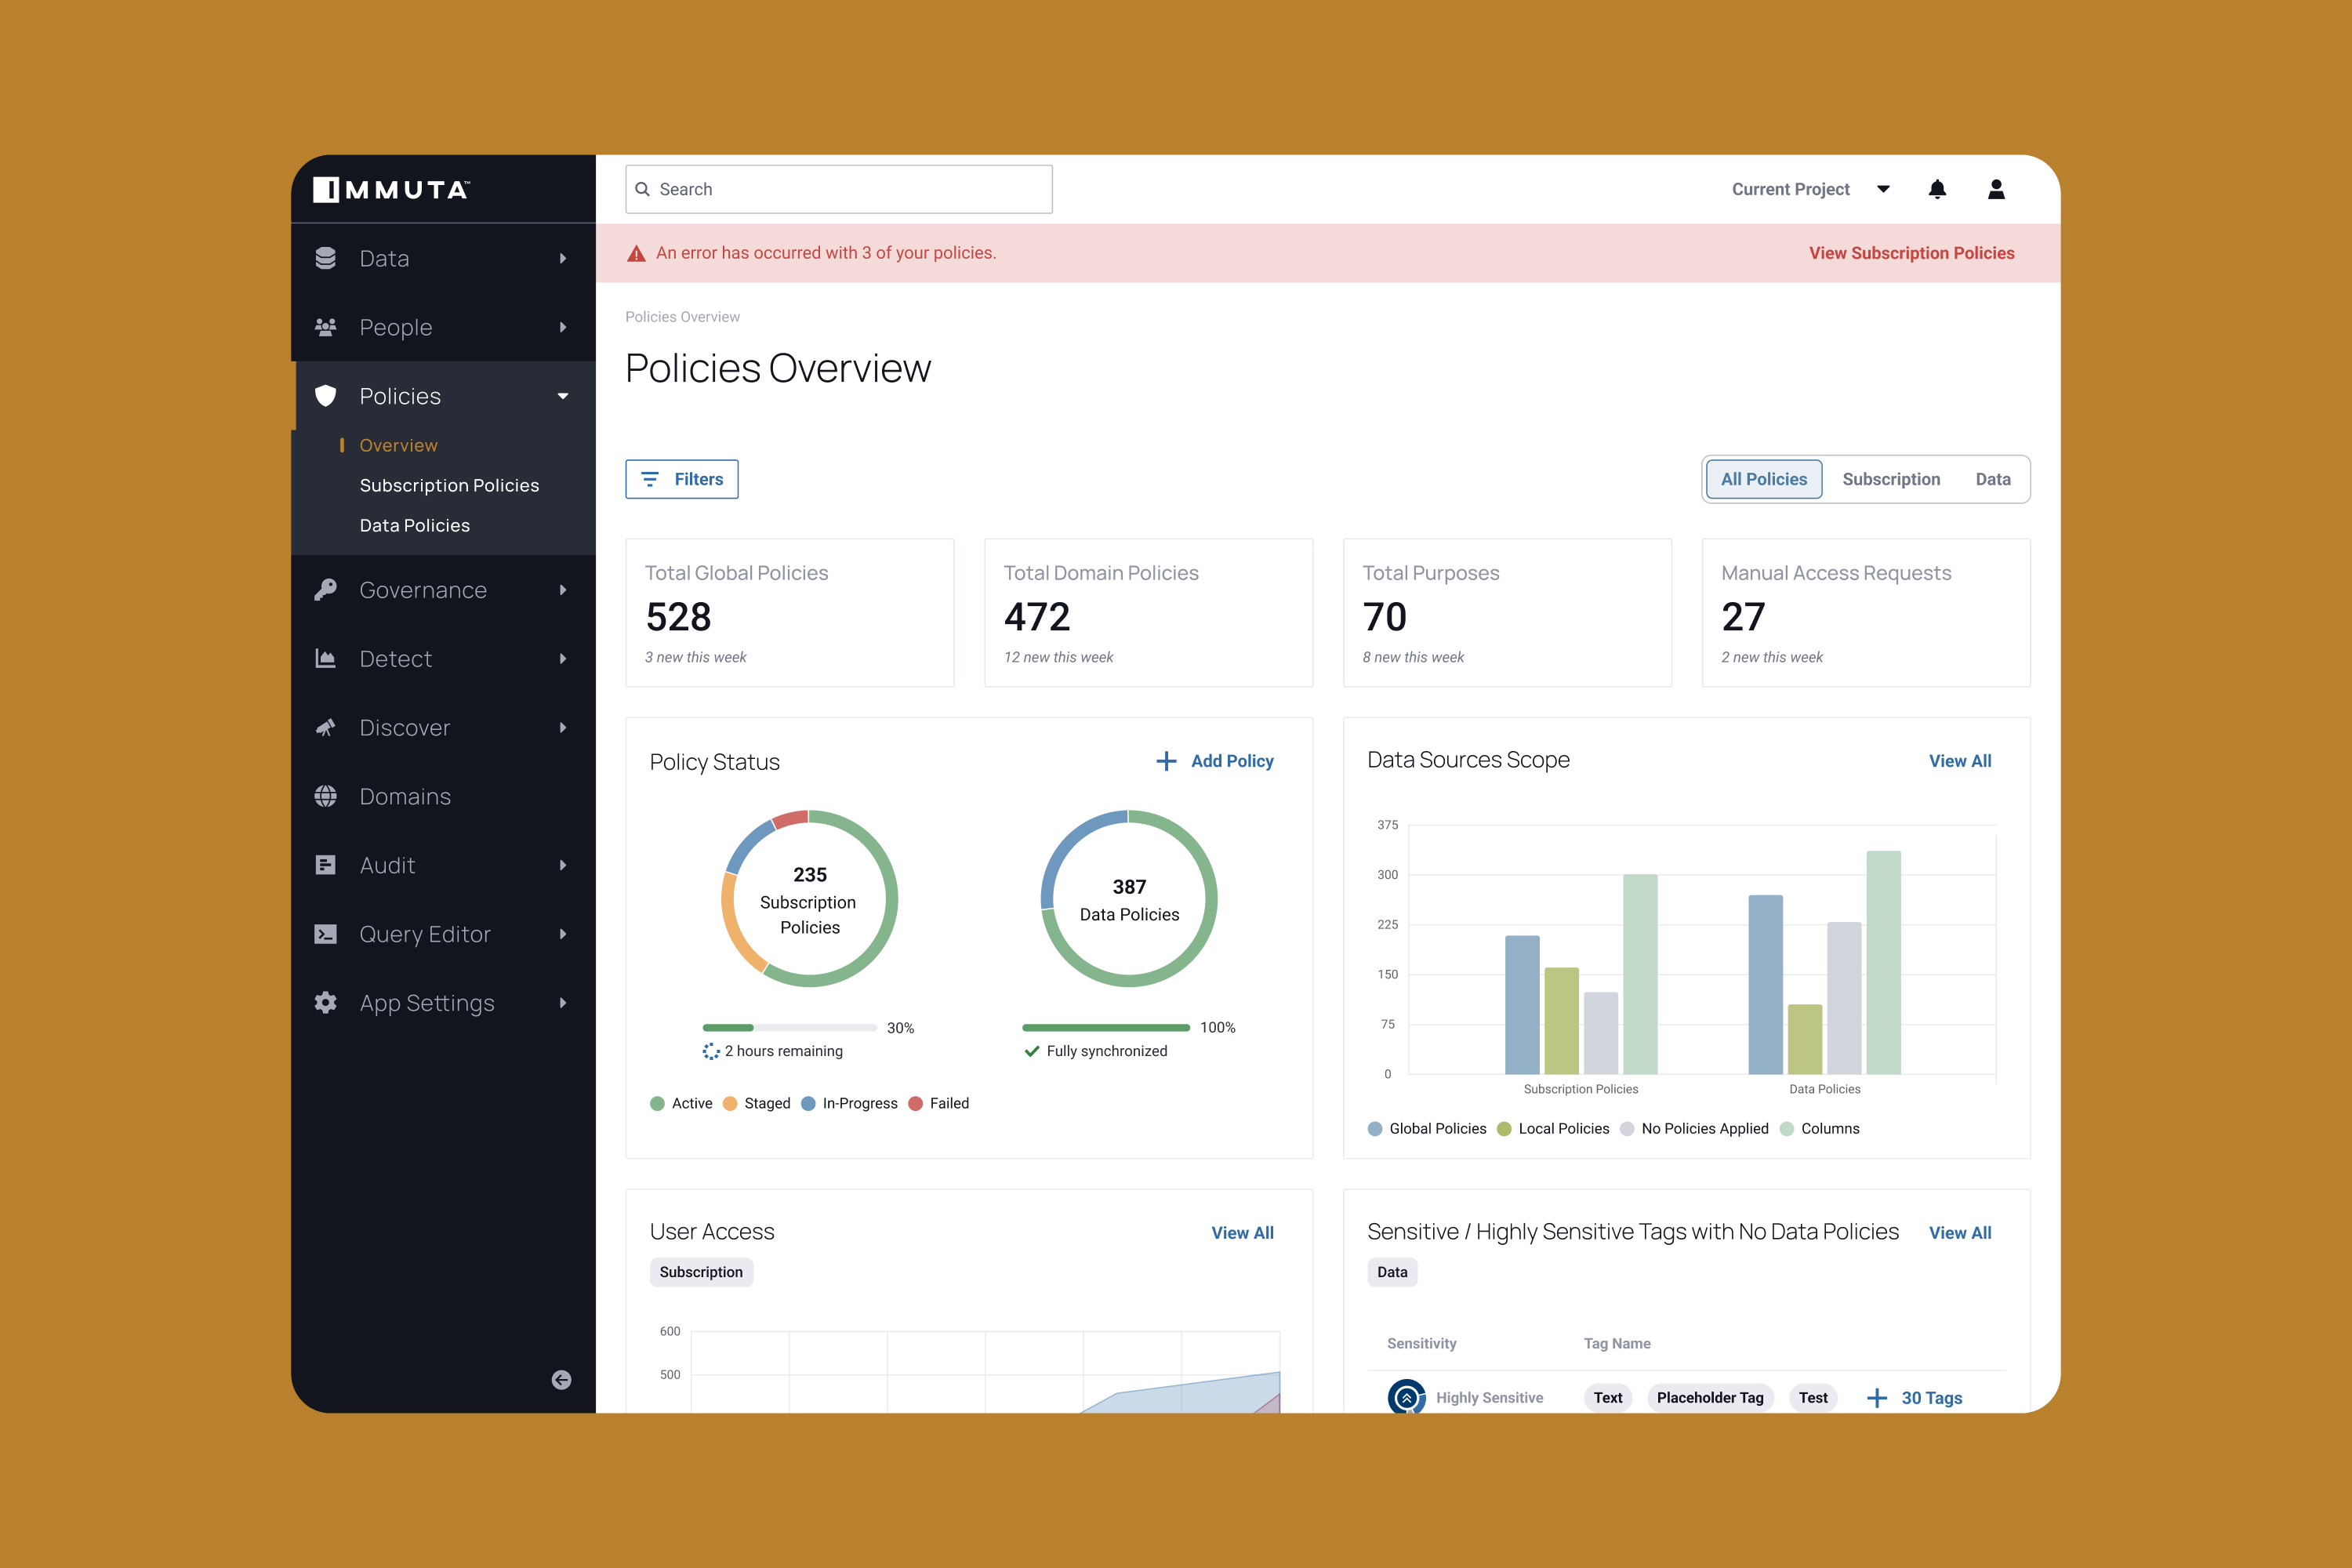 IMMUTA™
Search
Current Project
An error has occurred with 3 of your policies.
View Subscription Policies
Data
People
Policies
Overview
Subscription Policies
Data Policies
Governance
Detect
Discover
Domains
Audit
Query Editor
App Settings
Policies Overview
Policies Overview
Filters
All Policies
Subscription
Data
Total Global Policies
528
3 new this week
Total Domain Policies
472
12 new this week
Total Purposes
70
8 new this week
Manual Access Requests
27
2 new this week
Policy Status
Add Policy
235
Subscription
Policies
387
Data Policies
30%
2 hours remaining
100%
Fully synchronized
Active
Staged
In-Progress
Failed
Data Sources Scope
View All
375
300
225
150
75
0
Subscription Policies
Data Policies
Global Policies
Local Policies
No Policies Applied
Columns
User Access
View All
Subscription
600
500
Sensitive / Highly Sensitive Tags with No Data Policies
View All
Data
Sensitivity
Tag Name
Highly Sensitive
Text
Placeholder Tag
Test
30 Tags